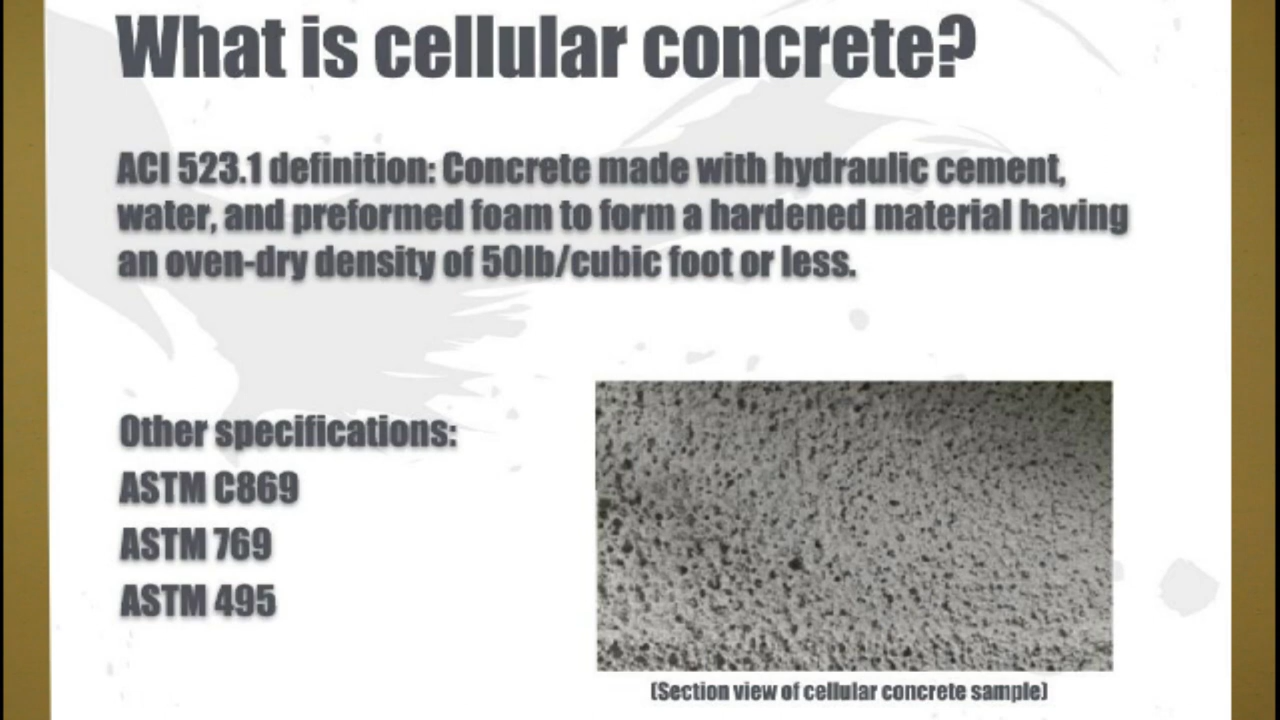 What is cellular concrete?
ACI 523.1 definition: Concrete made with hydraulic cement,
water, and preformed foam to form a hardened material having
an oven-dry density of 50lb/cubic foot or less.
Other specifications:
ASTM C869
ASTM 769
ASTM 495
(Section view of cellular concrete sample)